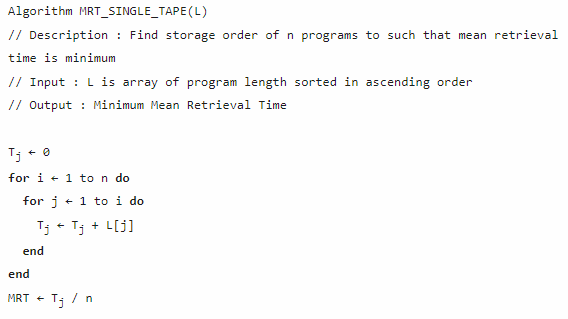 Algorithm MRT_SINGLE_TAPE(L)
// Description : Find storage order of n programs to such that mean retrieval
time is minimum
// Input : L is array of program length sorted in ascending order
// Output : Minimum Mean Retrieval Time
Tj ← 0
for i ← 1 to n do
for j ← 1 to i do
Tj ← Tj + L[j]
end
end
MRT ← Tj / n